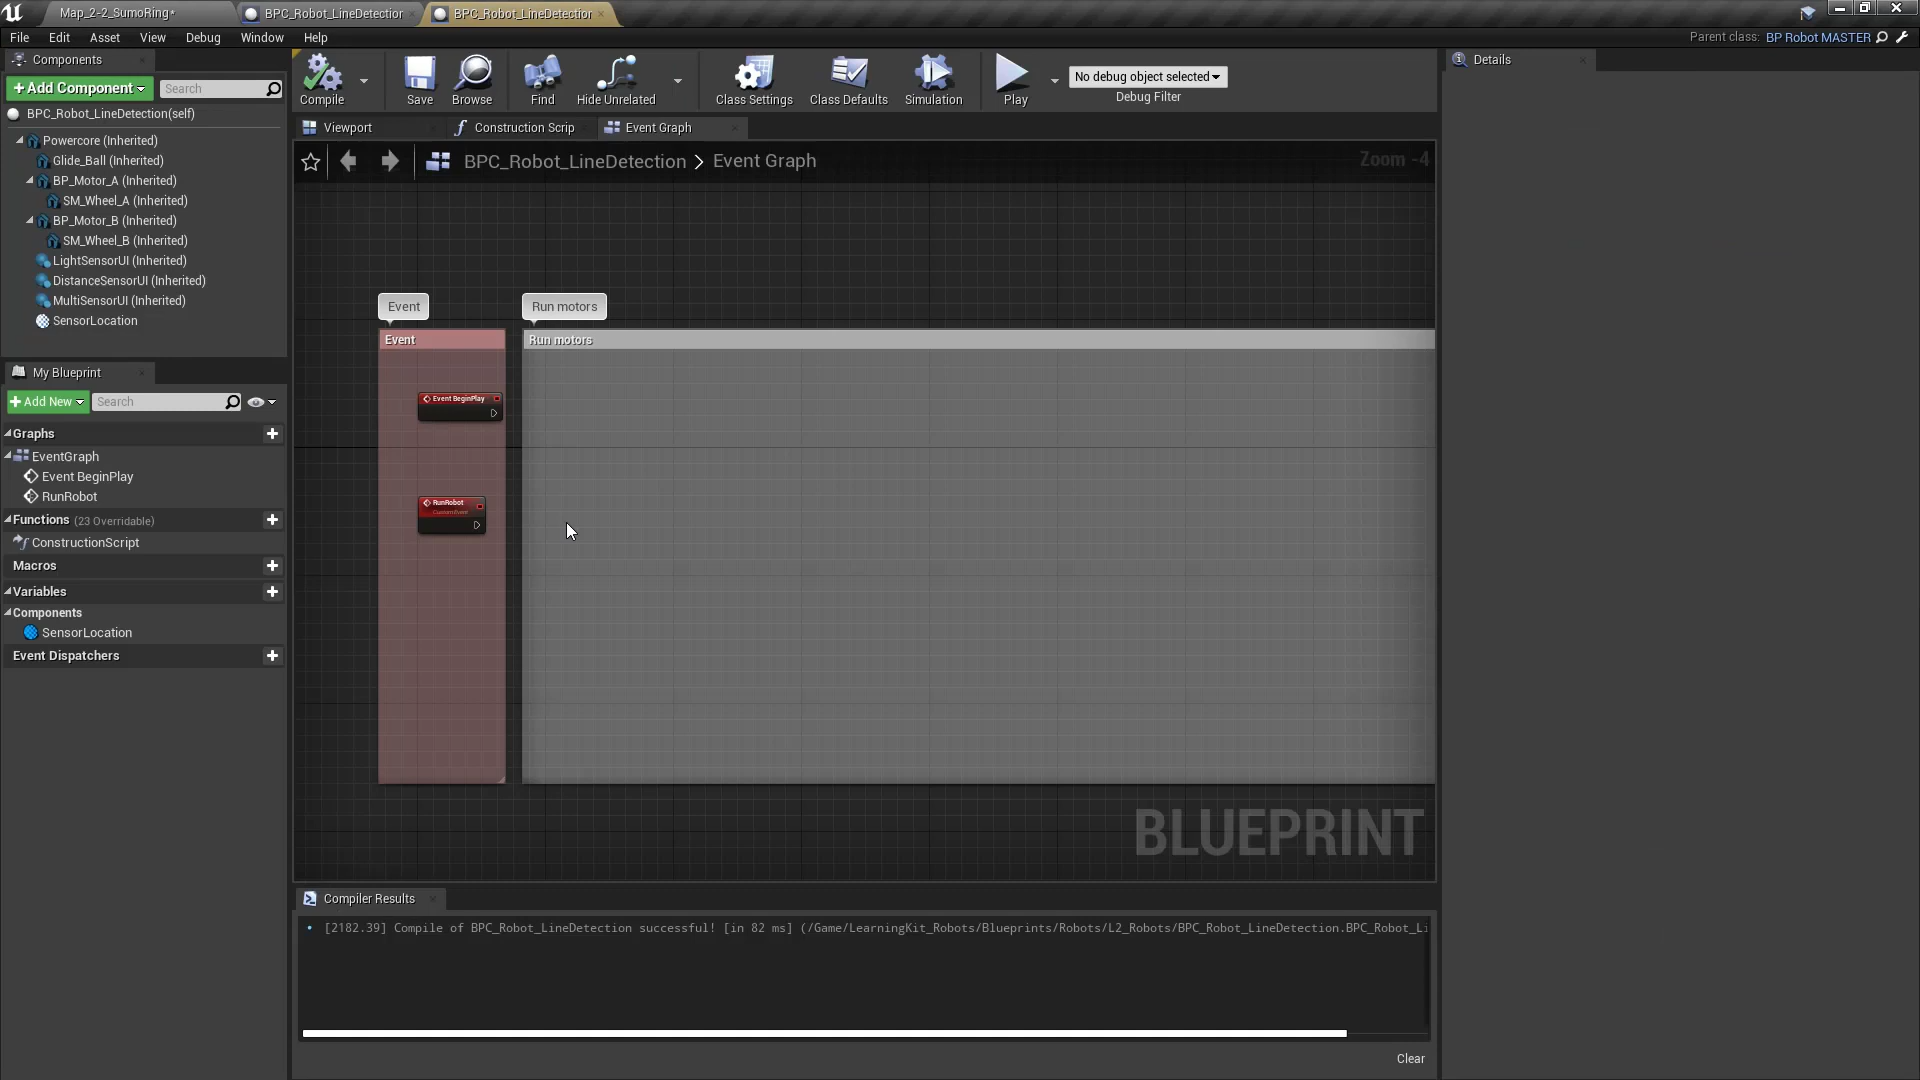 Map_2-2_SumoRing*
BPC_Robot_LineDetection
BPC_Robot_LineDetection
File Edit Asset View Debug Window Help
Parent class: BP Robot MASTER
Components
+Add Component
Search
BPC_Robot_LineDetection(self)
Powercore (Inherited)
Glide_Ball (Inherited)
BP_Motor_A (Inherited)
SM_Wheel_A (Inherited)
BP_Motor_B (Inherited)
SM_Wheel_B (Inherited)
LightSensorUI (Inherited)
DistanceSensorUI (Inherited)
MultiSensorUI (Inherited)
SensorLocation
My Blueprint
+Add New
Search
Graphs
EventGraph
Event BeginPlay
RunRobot
Functions (23 Overridable)
ConstructionScript
Macros
Variables
Components
SensorLocation
Event Dispatchers
Compile
Save
Browse
Find
Hide Unrelated
Class Settings
Class Defaults
Simulation
Play
No debug object selected
Debug Filter
Viewport
Construction Scrip
Event Graph
BPC_Robot_LineDetection > Event Graph
Zoom -4
Event
Run motors
Event
Run motors
Event BeginPlay
RunRobot
Custom Event
BLUEPRINT
Compiler Results
[2182.39] Compile of BPC_Robot_LineDetection successful! [in 82 ms] (/Game/LearningKit_Robots/Blueprints/Robots/L2_Robots/BPC_Robot_LineDetection.BPC_Robot_Li
Clear
Details